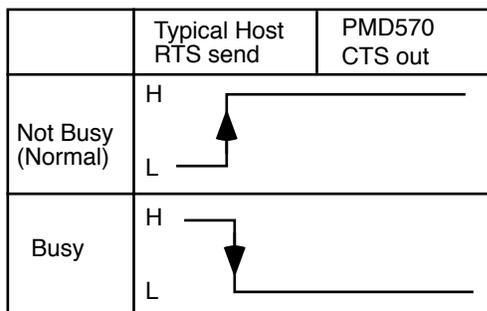 Typical Host
RTS send
PMD570
CTS out
Not Busy
(Normal)
H
L
Busy
H
L